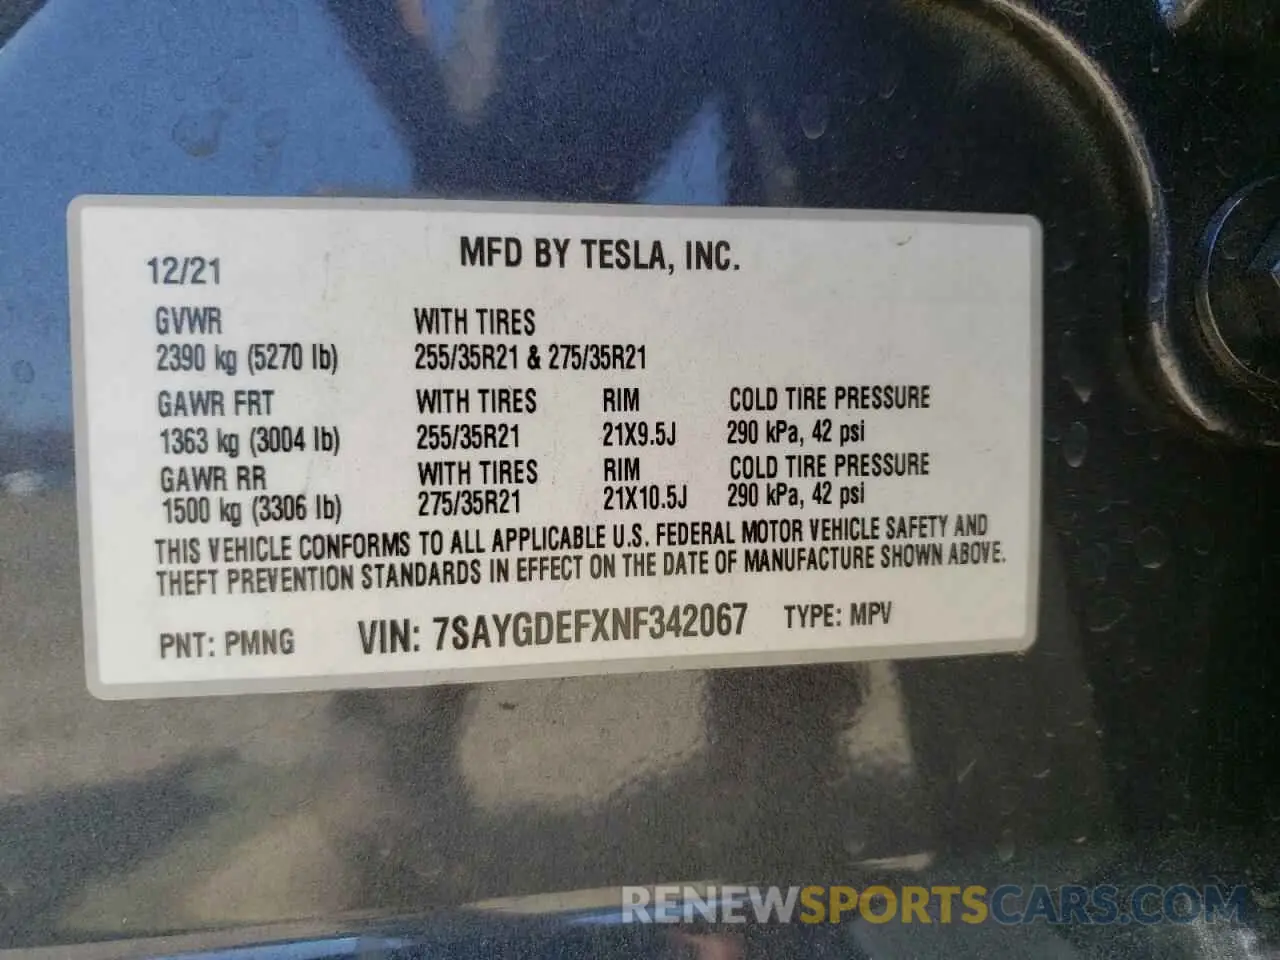 12/21 MFD BY TESLA, INC.
GVWR WITH TIRES
2390 kg (5270 lb) 255/35R21 & 275/35R21
GAWR FRT WITH TIRES RIM COLD TIRE PRESSURE
1363 kg (3004 lb) 255/35R21 21X9.5J 290 kPa, 42 psi
GAWR RR WITH TIRES RIM COLD TIRE PRESSURE
1500 kg (3306 lb) 275/35R21 21X10.5J 290 kPa, 42 psi
THIS VEHICLE CONFORMS TO ALL APPLICABLE U.S. FEDERAL MOTOR VEHICLE SAFETY AND
THEFT PREVENTION STANDARDS IN EFFECT ON THE DATE OF MANUFACTURE SHOWN ABOVE.
PNT: PMNG VIN: 7SAYGDEFXNF342067 TYPE: MPV
RENEWSPORTSCARS.COM